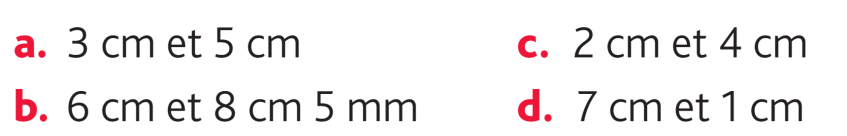 a. 3 cm et 5 cm
c. 2 cm et 4 cm
b. 6 cm et 8 cm 5 mm
d. 7 cm et 1 cm